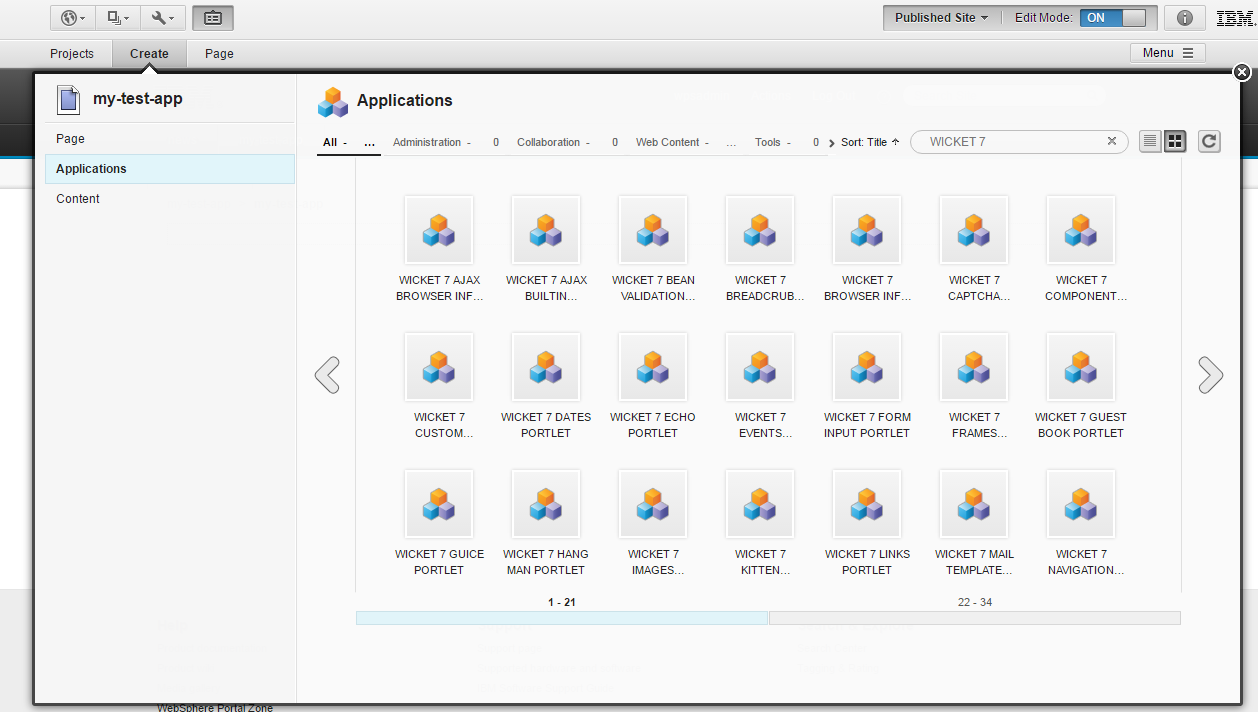 Published Site
Edit Mode:
ON
IBM.
Projects
Create
Page
Menu
my-test-app
Page
Applications
Content
Applications
All - ...
Administration - 0
Collaboration - 0
Web Content - ...
Tools - 0
Sort: Title
WICKET 7
WICKET 7 AJAX
BROWSER INF...
WICKET 7 AJAX
BUILTIN...
WICKET 7 BEAN
VALIDATION...
WICKET 7
BREADCRUB...
WICKET 7
BROWSER INF...
WICKET 7
CAPTCHA...
WICKET 7
COMPONENT...
WICKET 7
CUSTOM...
WICKET 7 DATES
PORTLET
WICKET 7 ECHO
PORTLET
WICKET 7
EVENTS...
WICKET 7 FORM
INPUT PORTLET
WICKET 7
FRAMES...
WICKET 7 GUEST
BOOK PORTLET
WICKET 7 GUICE
PORTLET
WICKET 7 HANG
MAN PORTLET
WICKET 7
IMAGES...
WICKET 7
KITTEN...
WICKET 7 LINKS
PORTLET
WICKET 7 MAIL
TEMPLATE...
WICKET 7
NAVIGATION...
1 - 21
22 - 34
WebSphere Portal Zone